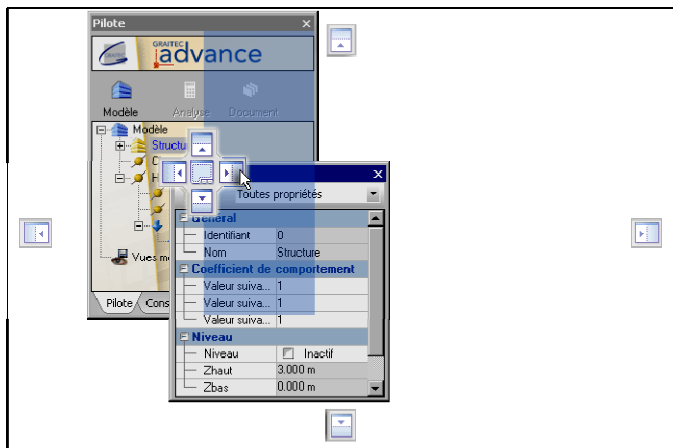 Pilote
GRAITEC
advance
Modèle Analyse Document
Modèle
Structu
Toutes propriétés
Général
Identifiant 0
Nom Structure
Vues m
Coefficient de comportement
Valeur suiva... 1
Valeur suiva... 1
Pilote Cons
Valeur suiva... 1
Niveau
Niveau Inactif
Zhaut 3.000 m
Zbas 0.000 m